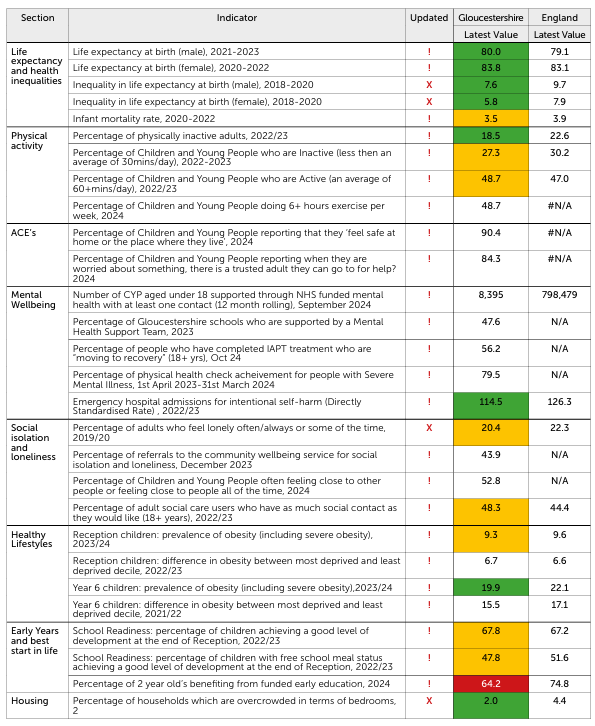 Section Indicator Updated Gloucestershire England
Latest Value Latest Value
Life expectancy and health inequalities
Life expectancy at birth (male), 2021-2023 ! 80.0 79.1
Life expectancy at birth (female), 2020-2022 ! 83.8 83.1
Inequality in life expectancy at birth (male), 2018-2020 X 7.6 9.7
Inequality in life expectancy at birth (female), 2018-2020 X 5.8 7.9
Infant mortality rate, 2020-2022 ! 3.5 3.9
Physical activity
Percentage of physically inactive adults, 2022/23 ! 18.5 22.6
Percentage of Children and Young People who are Inactive (less then an
average of 30mins/day), 2022-2023 ! 27.3 30.2
Percentage of Children and Young People who are Active (an average of
60+mins/day), 2022/23 ! 48.7 47.0
Percentage of Children and Young People doing 6+ hours exercise per
week, 2024 ! 48.7 #N/A
ACE's
Percentage of Children and Young People reporting that they 'feel safe at
home or the place where they live', 2024 ! 90.4 #N/A
Percentage of Children and Young People reporting when they are
worried about something, there is a trusted adult they can go to for help?
2024 ! 84.3 #N/A
Mental Wellbeing
Number of CYP aged under 18 supported through NHS funded mental
health with at least one contact (12 month rolling), September 2024 ! 8,395 798,479
Percentage of Gloucestershire schools who are supported by a Mental
Health Support Team, 2023 ! 47.6 N/A
Percentage of people who have completed IAPT treatment who are
"moving to recovery" (18+ yrs), Oct 24 ! 56.2 N/A
Percentage of physical health check acheivement for people with Severe
Mental Illness, 1st April 2023-31st March 2024 ! 79.5 N/A
Emergency hospital admissions for intentional self-harm (Directly
Standardised Rate) , 2022/23 ! 114.5 126.3
Social isolation and loneliness
Percentage of adults who feel lonely often/always or some of the time,
2019/20 X 20.4 22.3
Percentage of referrals to the community wellbeing service for social
isolation and loneliness, December 2023 ! 43.9 N/A
Percentage of Children and Young People often feeling close to other
people or feeling close to people all of the time, 2024 ! 52.8 N/A
Percentage of adult social care users who have as much social contact as
they would like (18+ years), 2022/23 ! 48.3 44.4
Healthy Lifestyles
Reception children: prevalence of obesity (including severe obesity),
2023/24 ! 9.3 9.6
Reception children: difference in obesity between most deprived and least
deprived decile, 2022/23 ! 6.7 6.6
Year 6 children: prevalence of obesity (including severe obesity),2023/24 ! 19.9 22.1
Year 6 children: difference in obesity between most deprived and least
deprived decile, 2021/22 ! 15.5 17.1
Early Years and best start in life
School Readiness: percentage of children achieving a good level of
development at the end of Reception, 2022/23 ! 67.8 67.2
School Readiness: percentage of children with free school meal status
achieving a good level of development at the end of Reception, 2022/23 ! 47.8 51.6
Percentage of 2 year old's benefiting from funded early education, 2024 ! 64.2 74.8
Housing
Percentage of households which are overcrowded in terms of bedrooms,
2 X 2.0 4.4